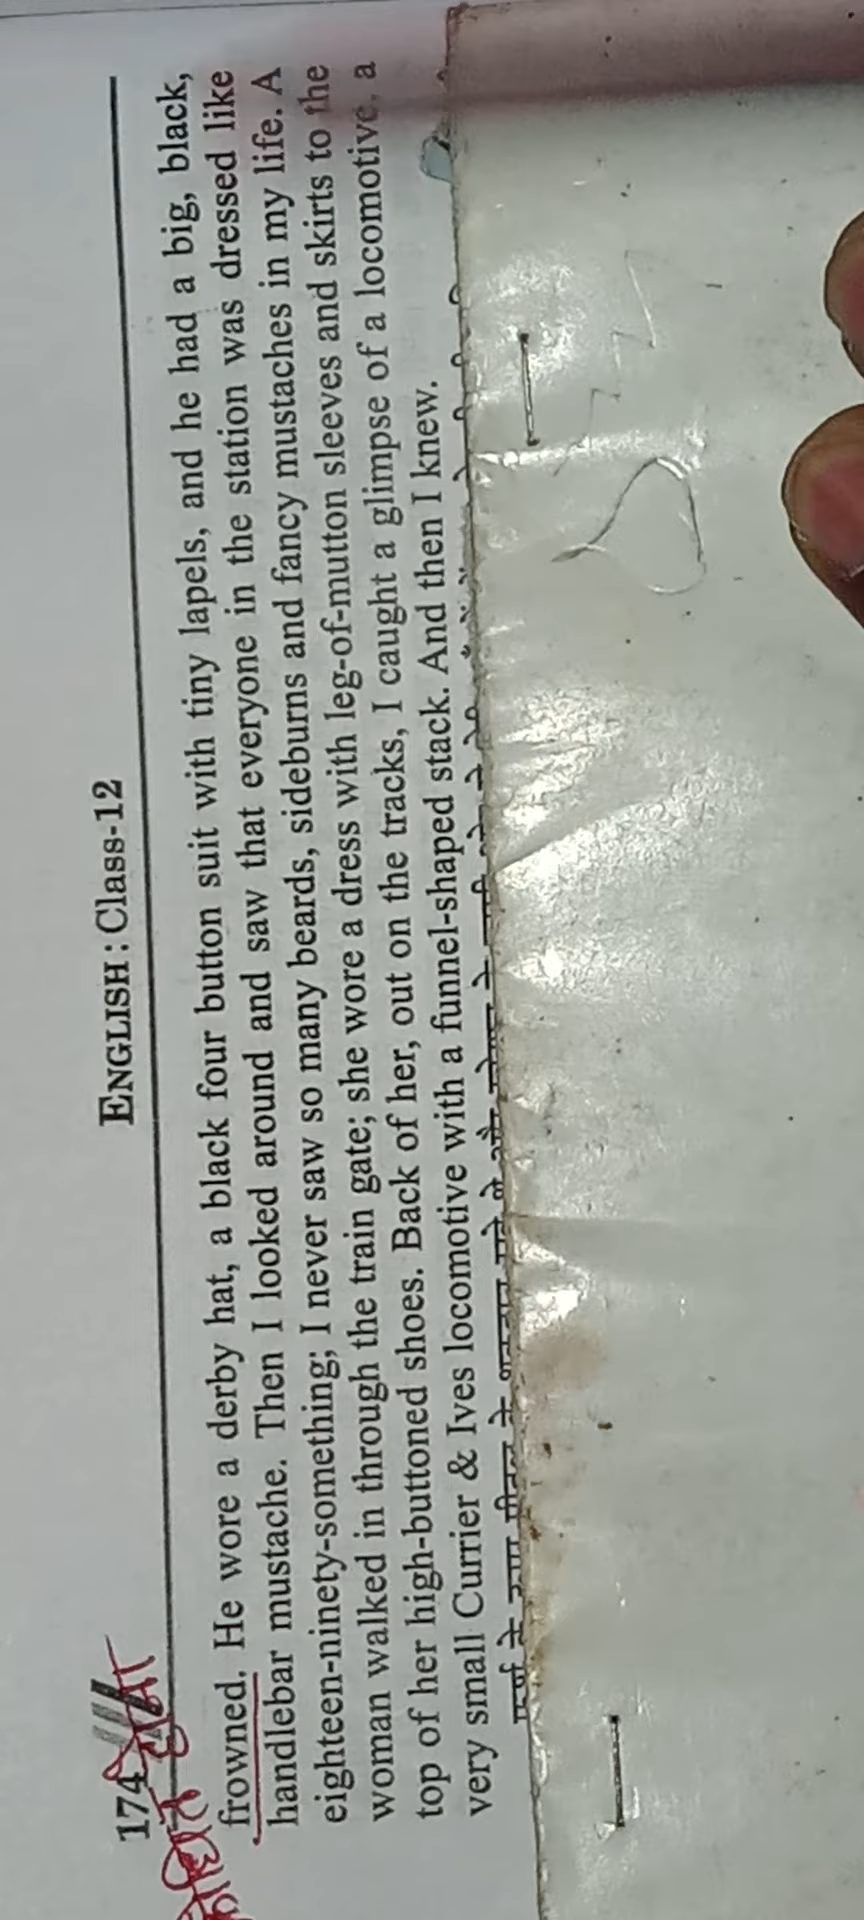 174 ENGLISH : Class-12
क्रोधित हुआ
frowned. He wore a derby hat, a black four button suit with tiny lapels, and he had a big, black,
handlebar mustache. Then I looked around and saw that everyone in the station was dressed like
eighteen-ninety-something; I never saw so many beards, sideburns and fancy mustaches in my life. A
woman walked in through the train gate; she wore a dress with leg-of-mutton sleeves and skirts to the
top of her high-buttoned shoes. Back of her, out on the tracks, I caught a glimpse of a locomotive, a
very small Currier & Ives locomotive with a funnel-shaped stack. And then I knew.